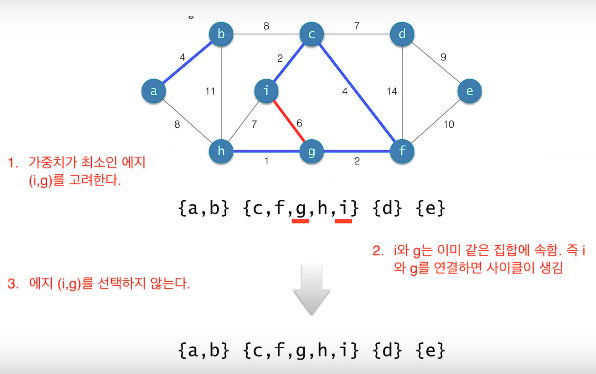 8
7
b
c
d
4
2
9
a
11
i
4
14
e
8
7
6
10
h
1
g
2
f
1. 가중치가 최소인 에지
(i,g)를 고려한다.
{a,b} {c,f,g,h,i} {d} {e}
2. i와 g는 이미 같은 집합에 속함. 즉 i
와 g를 연결하면 사이클이 생김
3. 에지 (i,g)를 선택하지 않는다.
{a,b} {c,f,g,h,i} {d} {e}